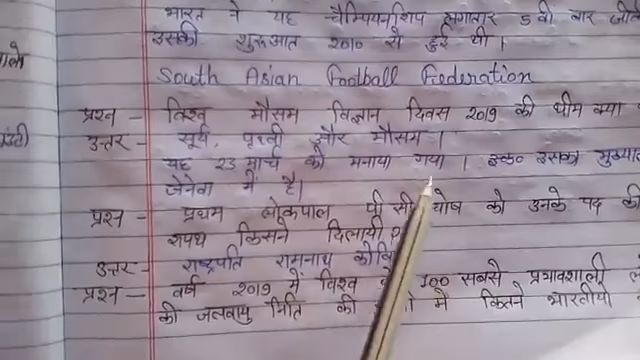 भारत ने यह चैम्पियनशिप लगातार 5 वी बार
उसकी शुरूआत 2010 से हुई थी।
South Asian Football Federation
प्रश्न - विश्व मौसम विज्ञान दिवस 2019 की थीम क्या
उत्तर - सूर्य, पृथ्वी और मौसम।
यह 23 मार्च को मनाया गया। इसका
जेनेवा में है।
प्रश्न - प्रथम लोकपाल पी सी घोष को उनके पद की
शपथ किसने दिलायी
उत्तर - राष्ट्रपति रामनाथ
प्रश्न - वर्ष 2019 में विश्व 100 सबसे प्रभावशाली
की जलवायु की में कितने भारतीयो